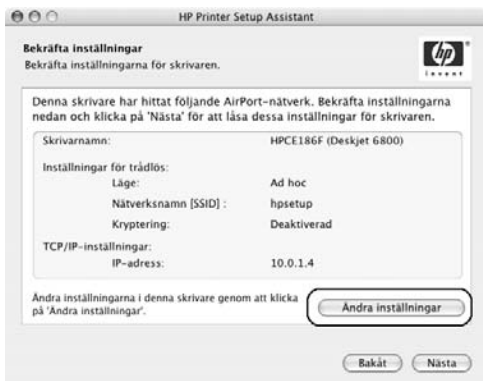 HP Printer Setup Assistant
Bekräfta inställningar
Bekräfta inställningarna för skrivaren.
hp
invent
Denna skrivare har hittat följande AirPort-nätverk. Bekräfta inställningarna
nedan och klicka på 'Nästa' för att låsa dessa inställningar för skrivaren.
Skrivarnamn: HPCE186F (Deskjet 6800)
Inställningar för trådlös:
Läge: Ad hoc
Nätverksnamn [SSID] : hpsetup
Kryptering: Deaktiverad
TCP/IP-inställningar:
IP-adress: 10.0.1.4
Ändra inställningarna i denna skrivare genom att klicka
på 'Ändra inställningar'.
Ändra inställningar
Bakåt Nästa